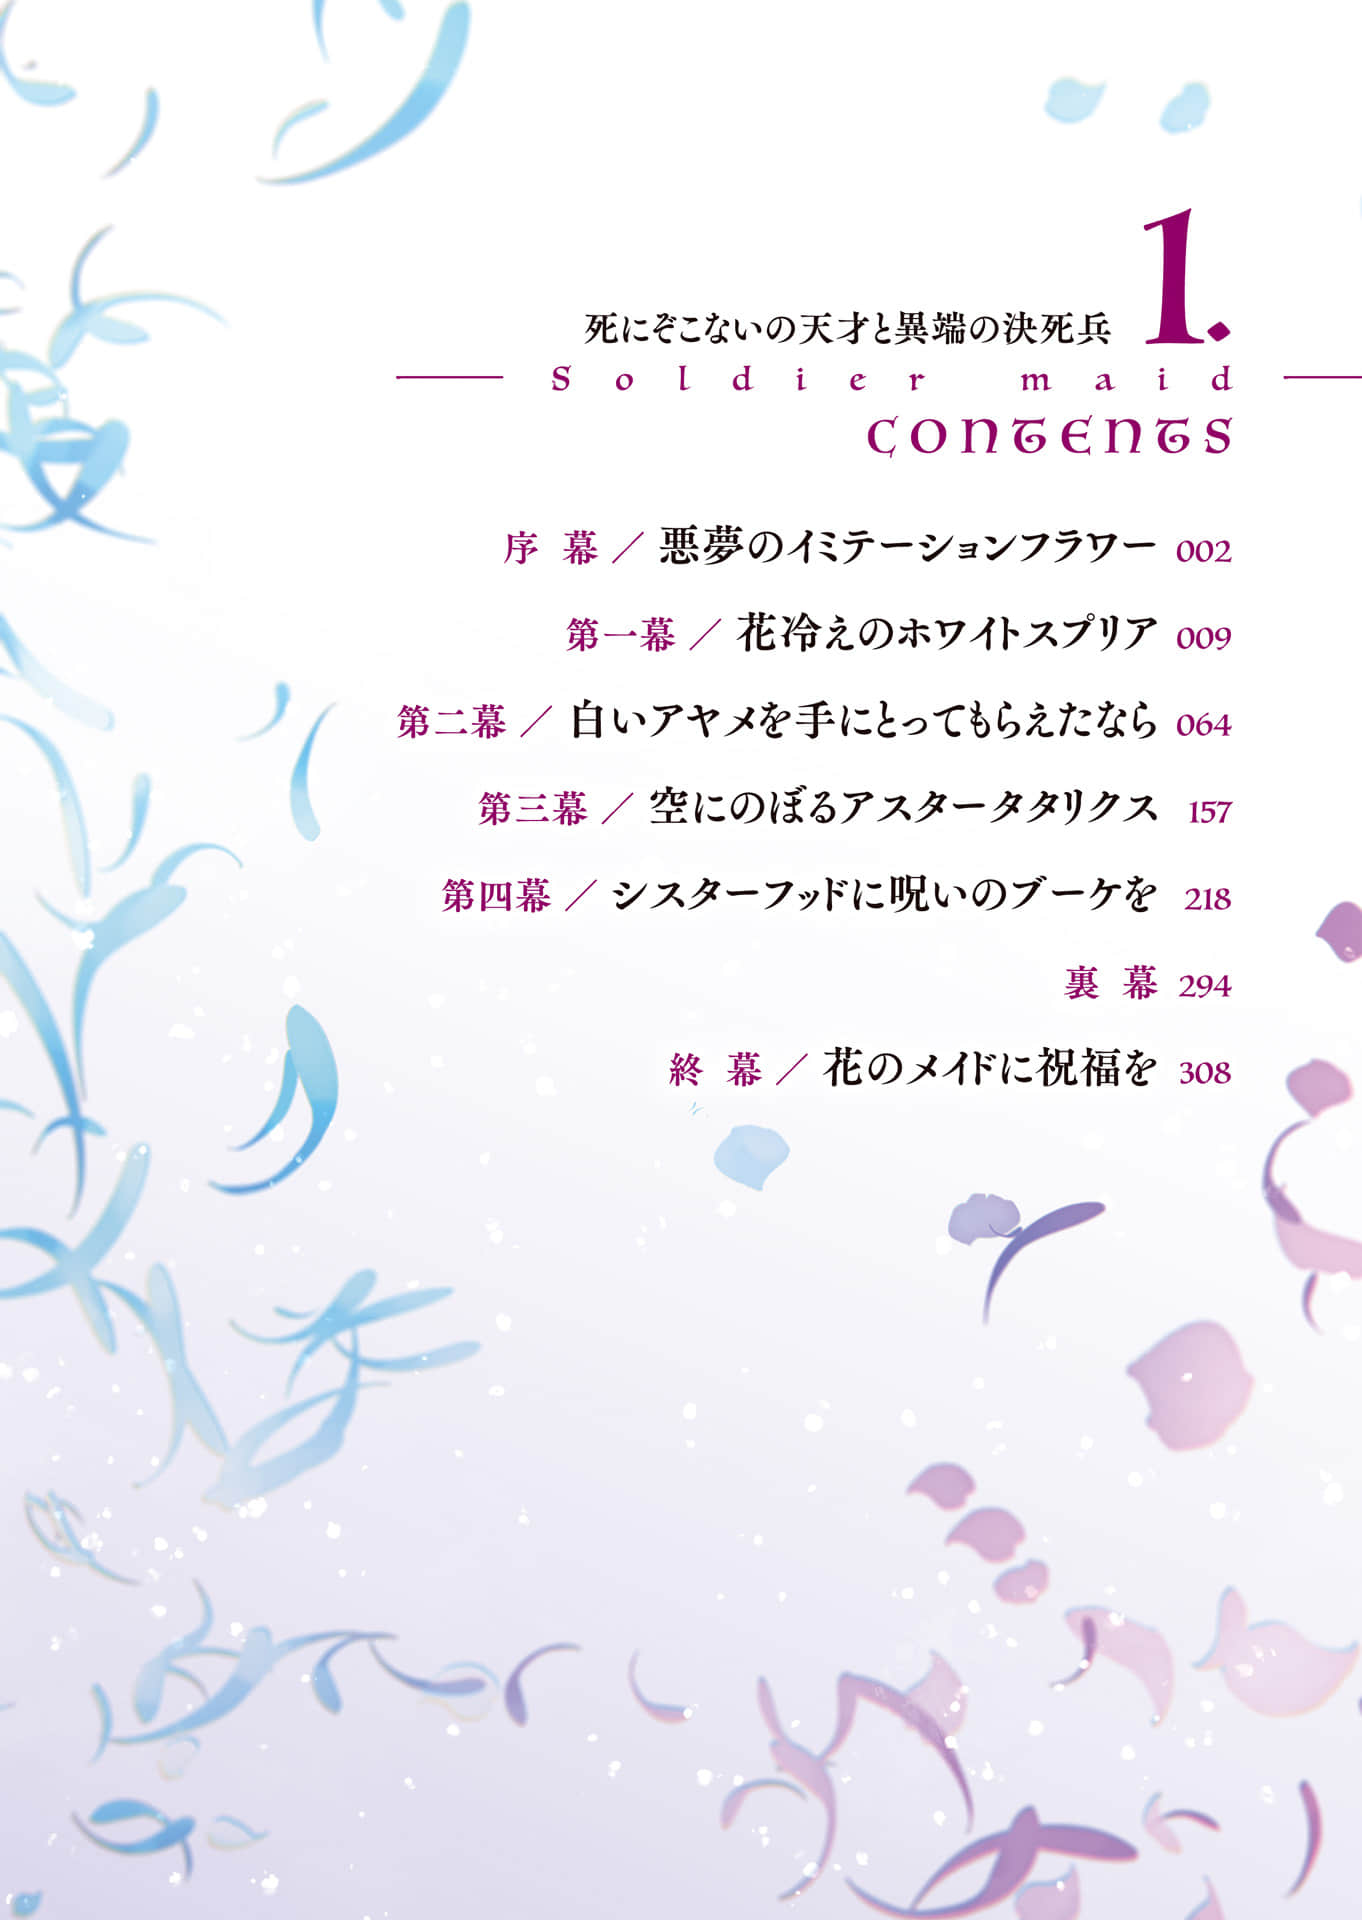 死にぞこないの天才と異端の決死兵 1.
Soldier maid
CONTENTS
序幕／悪夢のイミテーションフラワー 002
第一幕／花冷えのホワイトスプリア 009
第二幕／白いアヤメを手にとってもらえたなら 064
第三幕／空にのぼるアスタータタリクス 157
第四幕／シスターフッドに呪いのブーケを 218
裏幕 294
終幕／花のメイドに祝福を 308